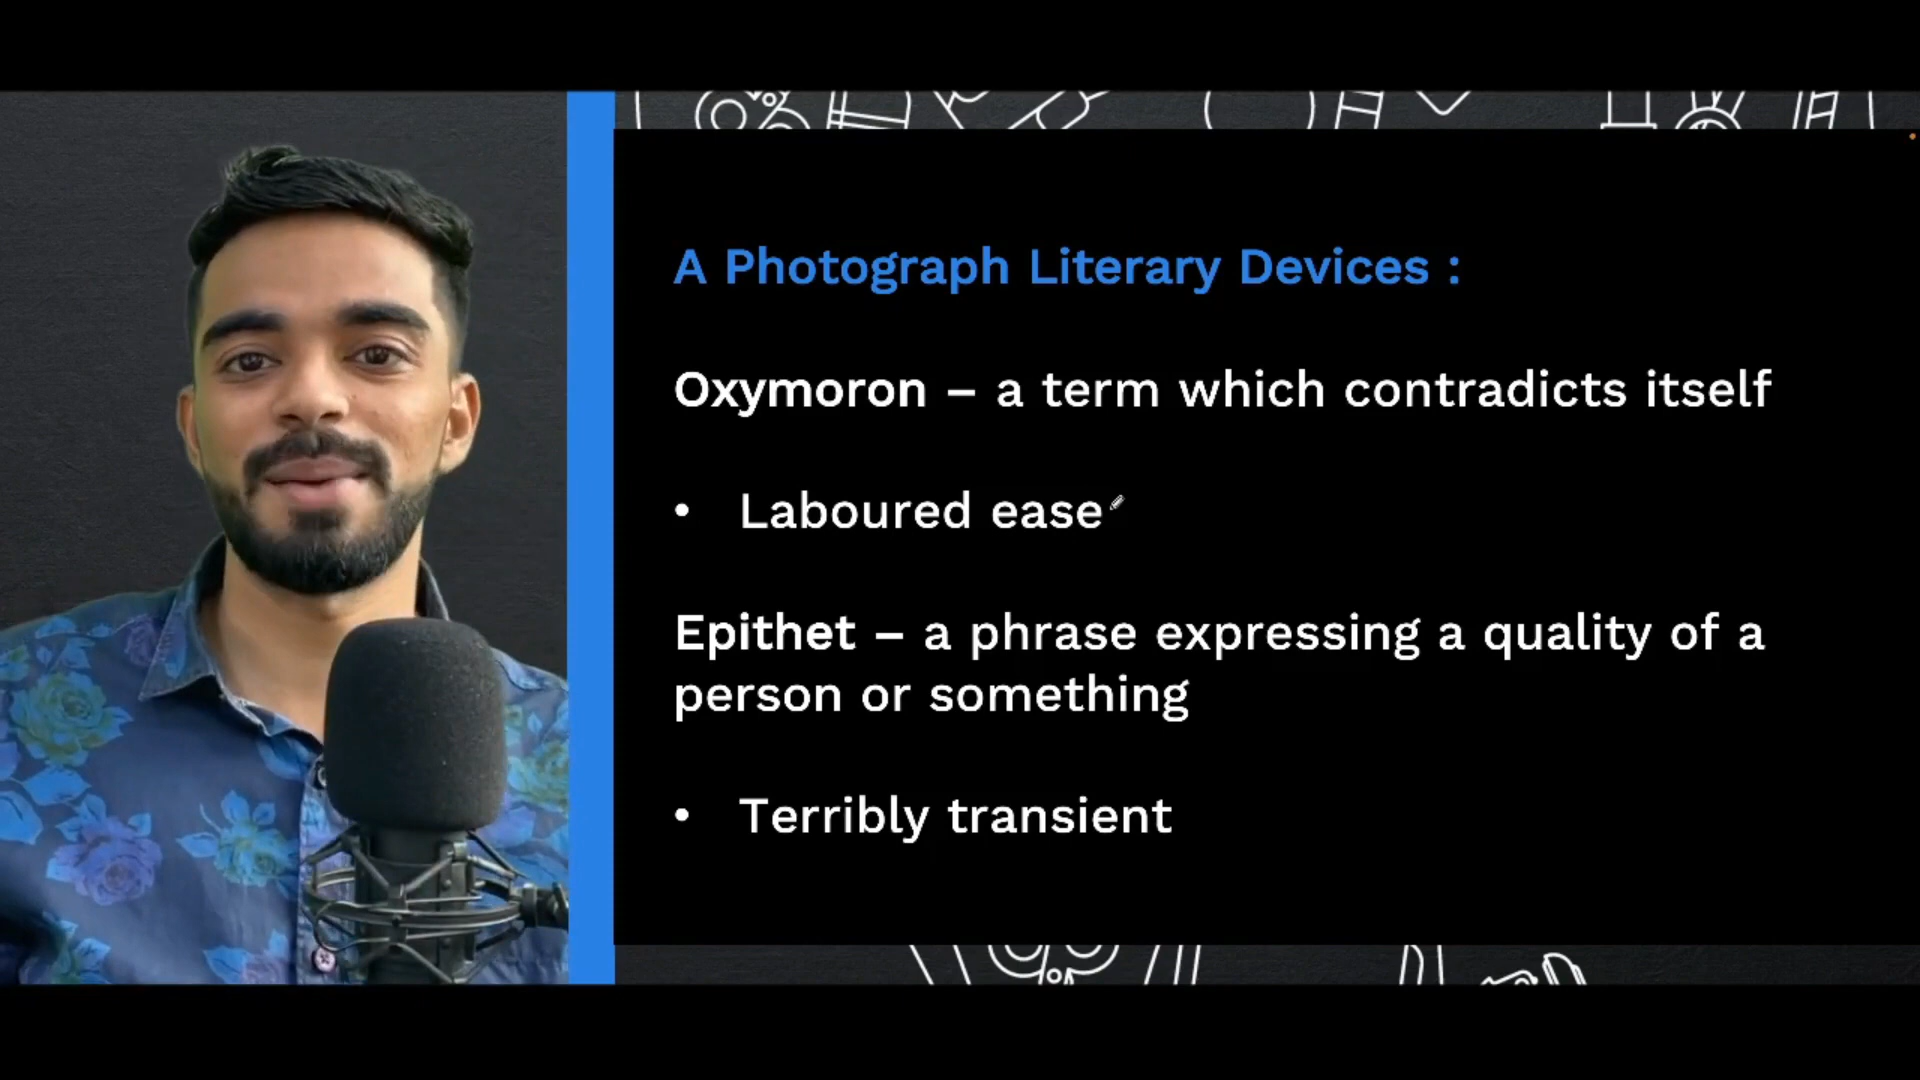 A Photograph Literary Devices :
Oxymoron – a term which contradicts itself
• Laboured ease
Epithet – a phrase expressing a quality of a
person or something
• Terribly transient